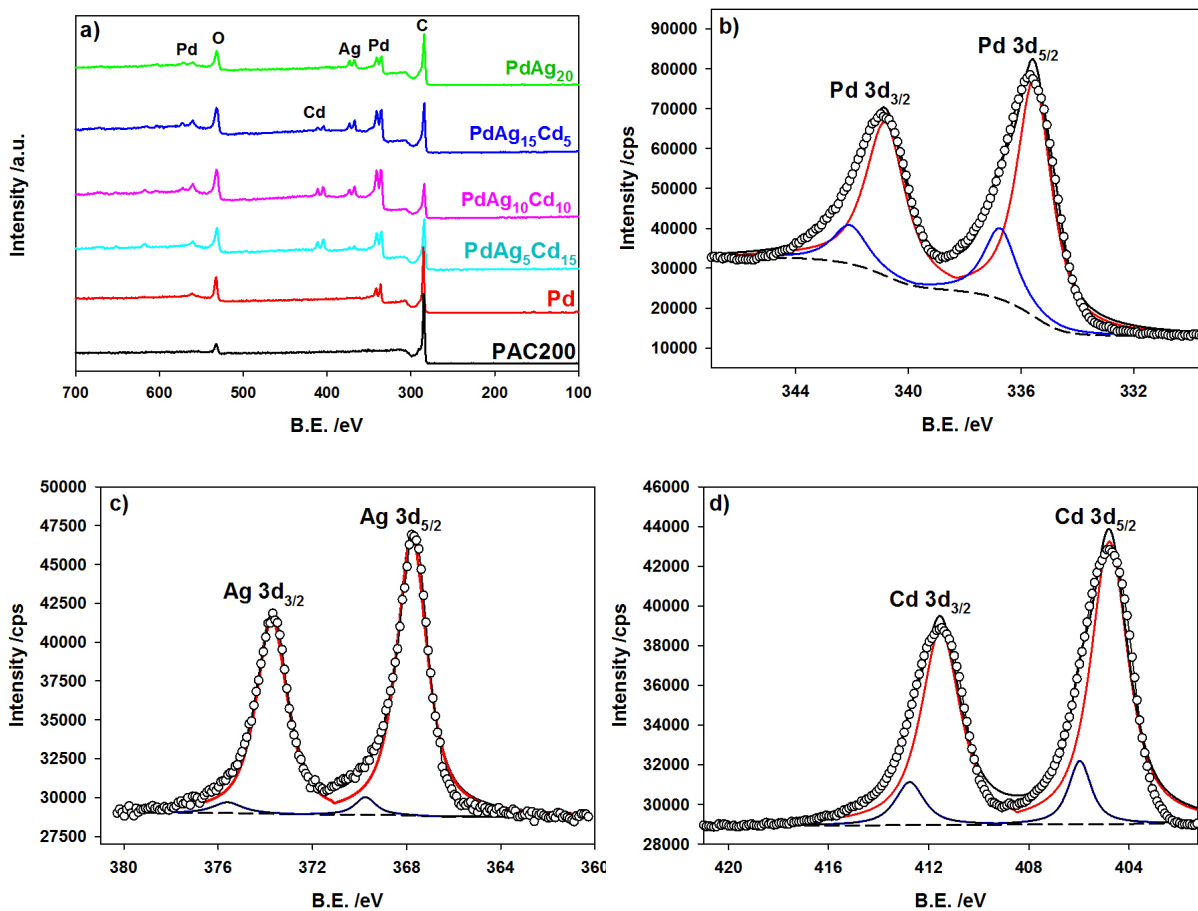 a)
Pd
O
Ag
Pd
C
PdAg20
Cd
PdAg15Cd5
PdAg10Cd10
PdAg5Cd15
Pd
PAC200
Intensity /a.u.
700 600 500 400 300 200 100
B.E. /eV
b)
Pd 3d5/2
Pd 3d3/2
Intensity /cps
90000
80000
70000
60000
50000
40000
30000
20000
10000
344 340 336 332
B.E. /eV
c)
Ag 3d5/2
Ag 3d3/2
Intensity /cps
50000
47500
45000
42500
40000
37500
35000
32500
30000
27500
380 376 372 368 364 360
B.E. /eV
d)
Cd 3d5/2
Cd 3d3/2
Intensity /cps
46000
44000
42000
40000
38000
36000
34000
32000
30000
28000
420 416 412 408 404
B.E. /eV